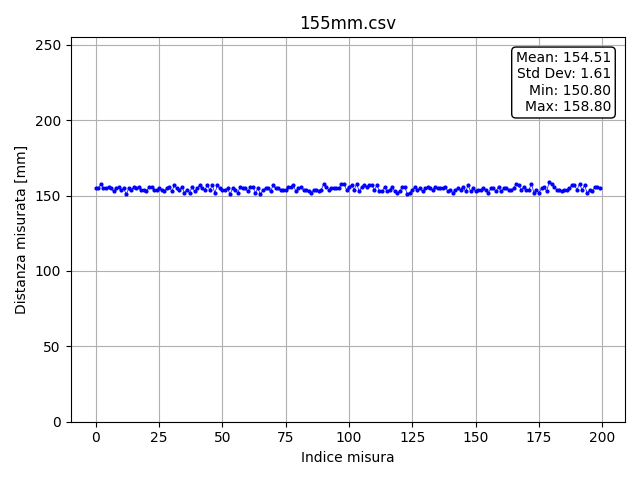 155mm.csv
Mean: 154.51
Std Dev: 1.61
Min: 150.80
Max: 158.80
Distanza misurata [mm]
250
200
150
100
50
0
0 25 50 75 100 125 150 175 200
Indice misura